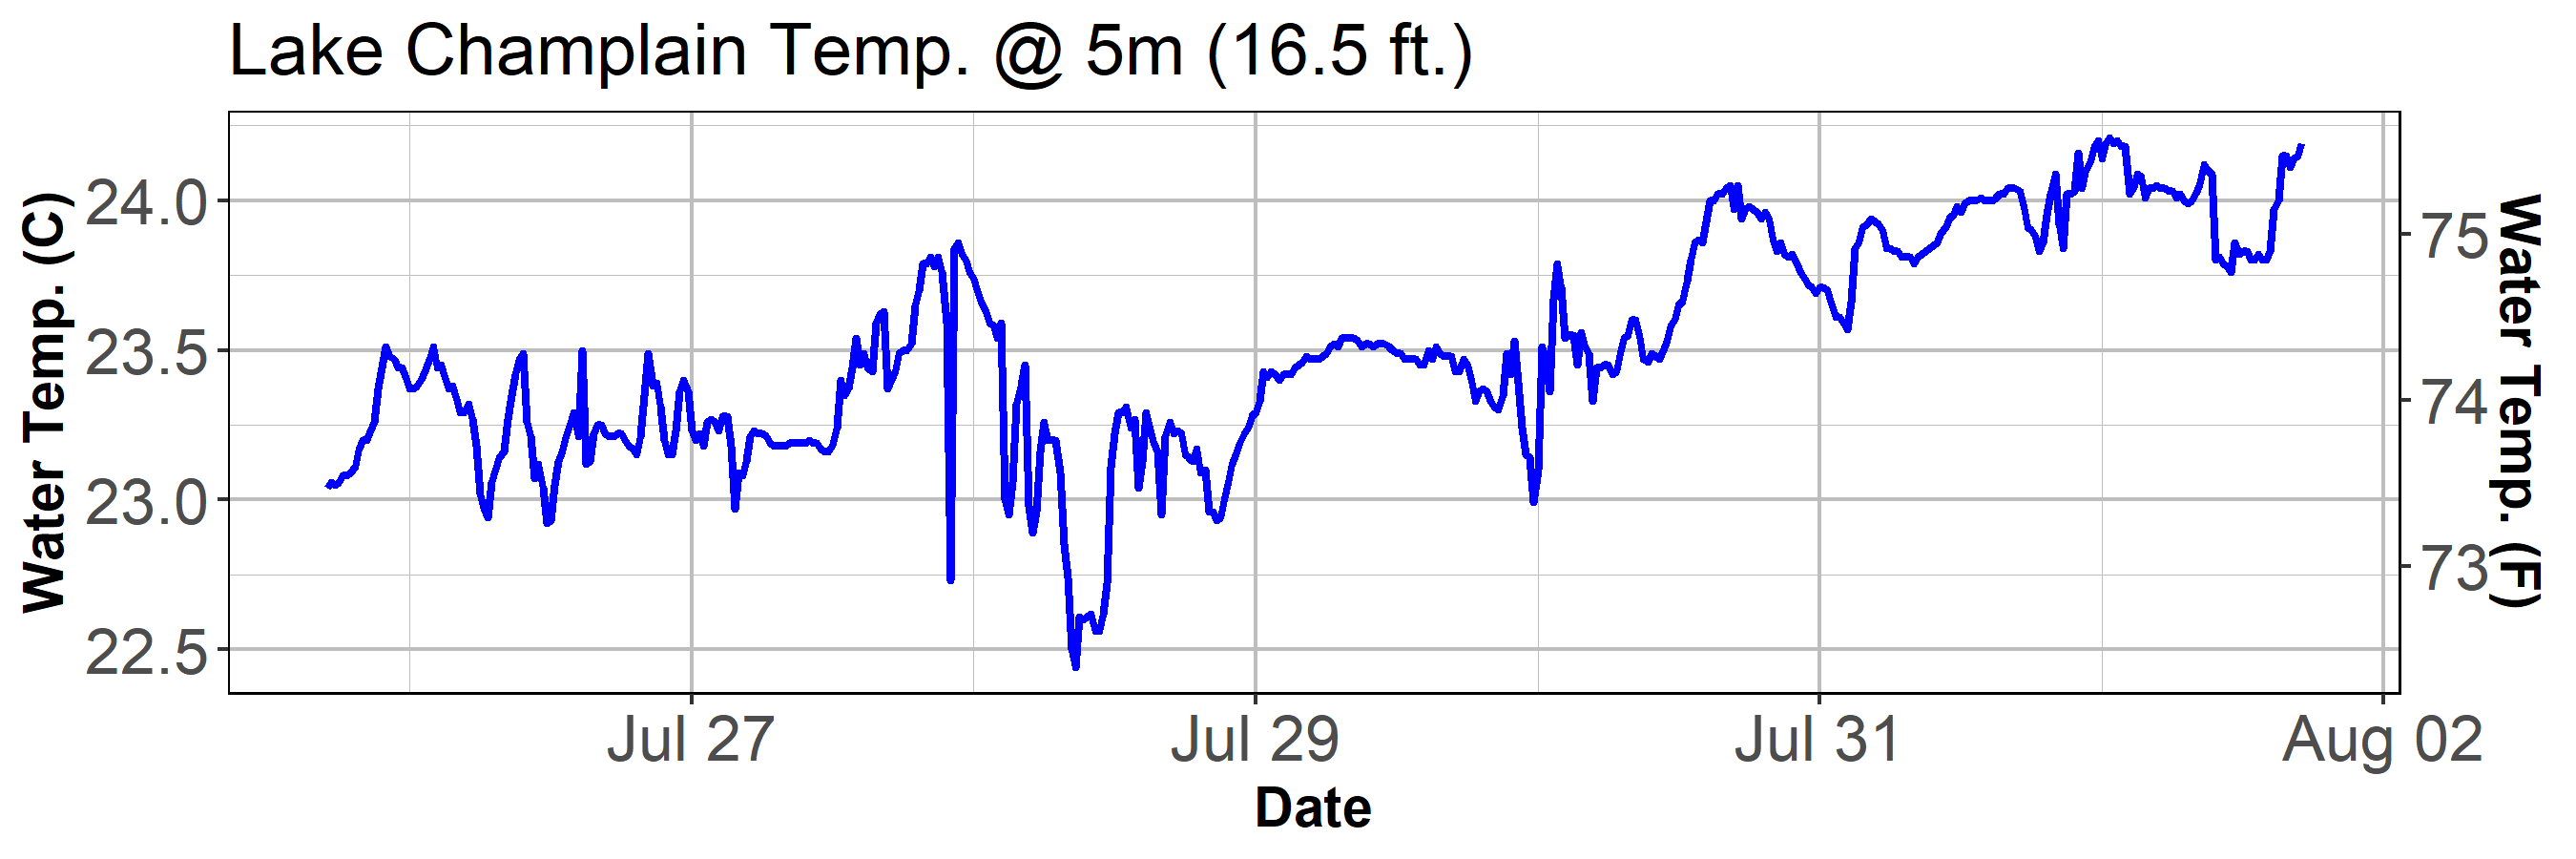 Lake Champlain Temp. @ 5m (16.5 ft.)
Water Temp. (C)
24.0
23.5
23.0
22.5
75
74
73
Water Temp. (F)
Jul 27
Jul 29
Jul 31
Aug 02
Date